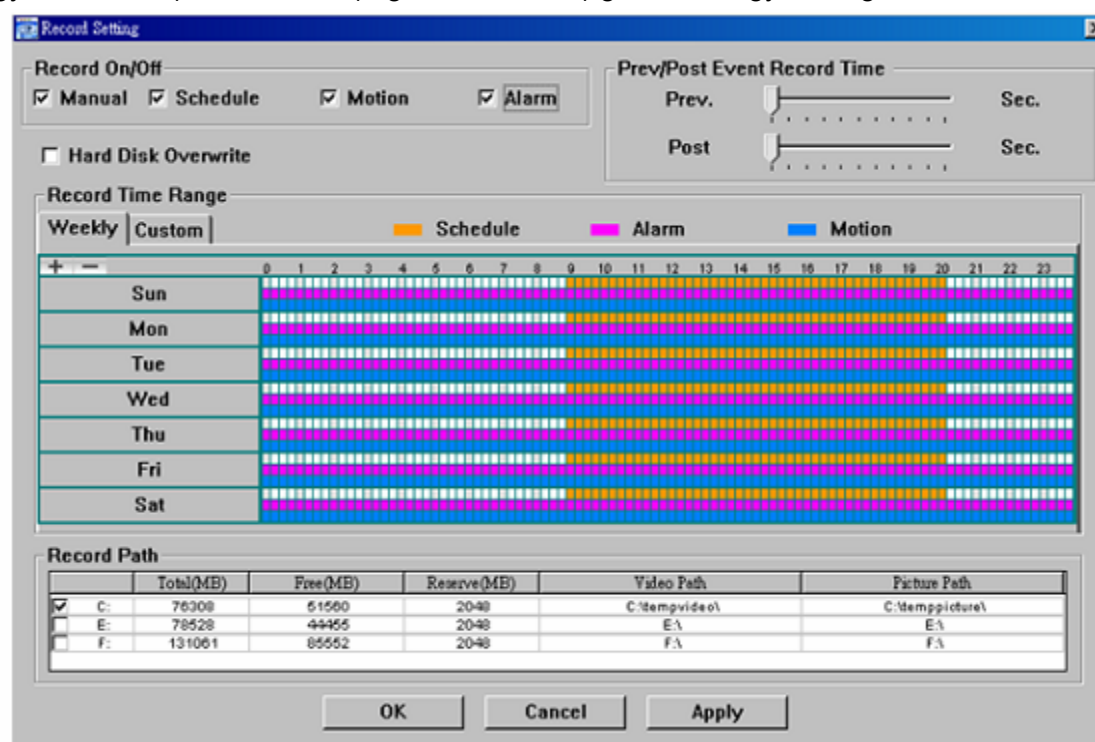 Record Setting
Record On/Off
Manual Schedule Motion Alarm
Prev/Post Event Record Time
Prev. Sec.
Post Sec.
Hard Disk Overwrite
Record Time Range
Weekly Custom
Schedule Alarm Motion
+ - 0 1 2 3 4 5 6 7 8 9 10 11 12 13 14 15 16 17 18 19 20 21 22 23
Sun
Mon
Tue
Wed
Thu
Fri
Sat
Record Path
Total(MB) Free(MB) Reserve(MB) Video Path Picture Path
C: 76308 51560 2048 C:\tempvideo\ C:\temppicture\
E: 78528 44455 2048 E:\ E:\
F: 131061 85552 2048 F:\ F:\
OK Cancel Apply